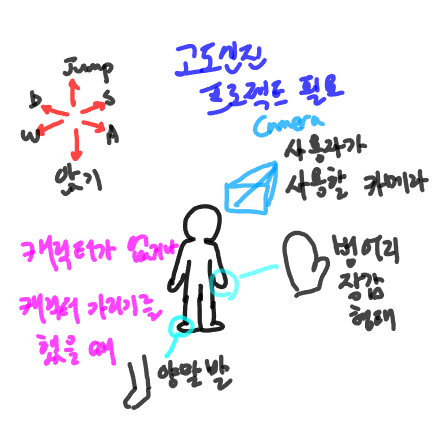 Jump
D
S
W
A
앉기
고도엔진
프로젝트 필요
Camera
사용자가
사용할 카메라
캐릭터가 없거나
캐릭터 가리기를
했을 때
벙어리
장갑
형태
양말 발